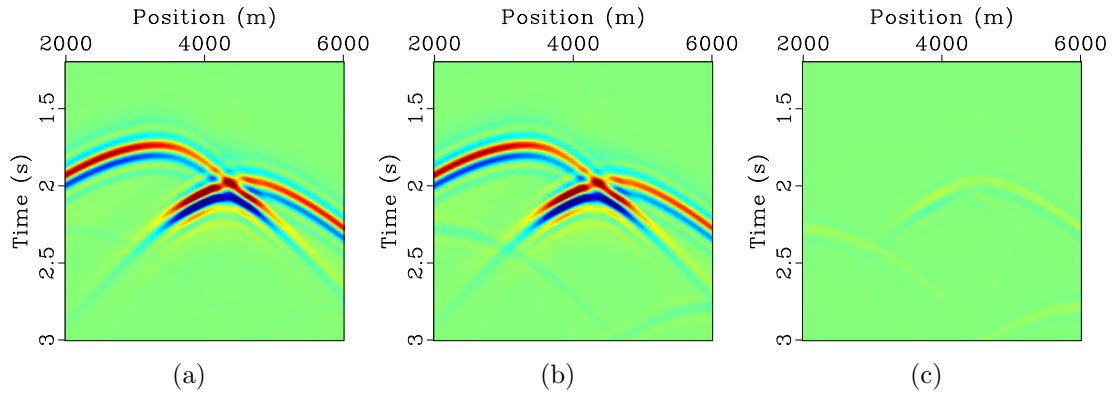 Position (m) Position (m) Position (m)
2000 4000 6000 2000 4000 6000 2000 4000 6000
Time (s) 1.5 2 2.5 3 Time (s) 1.5 2 2.5 3 Time (s) 1.5 2 2.5 3
(a) (b) (c)